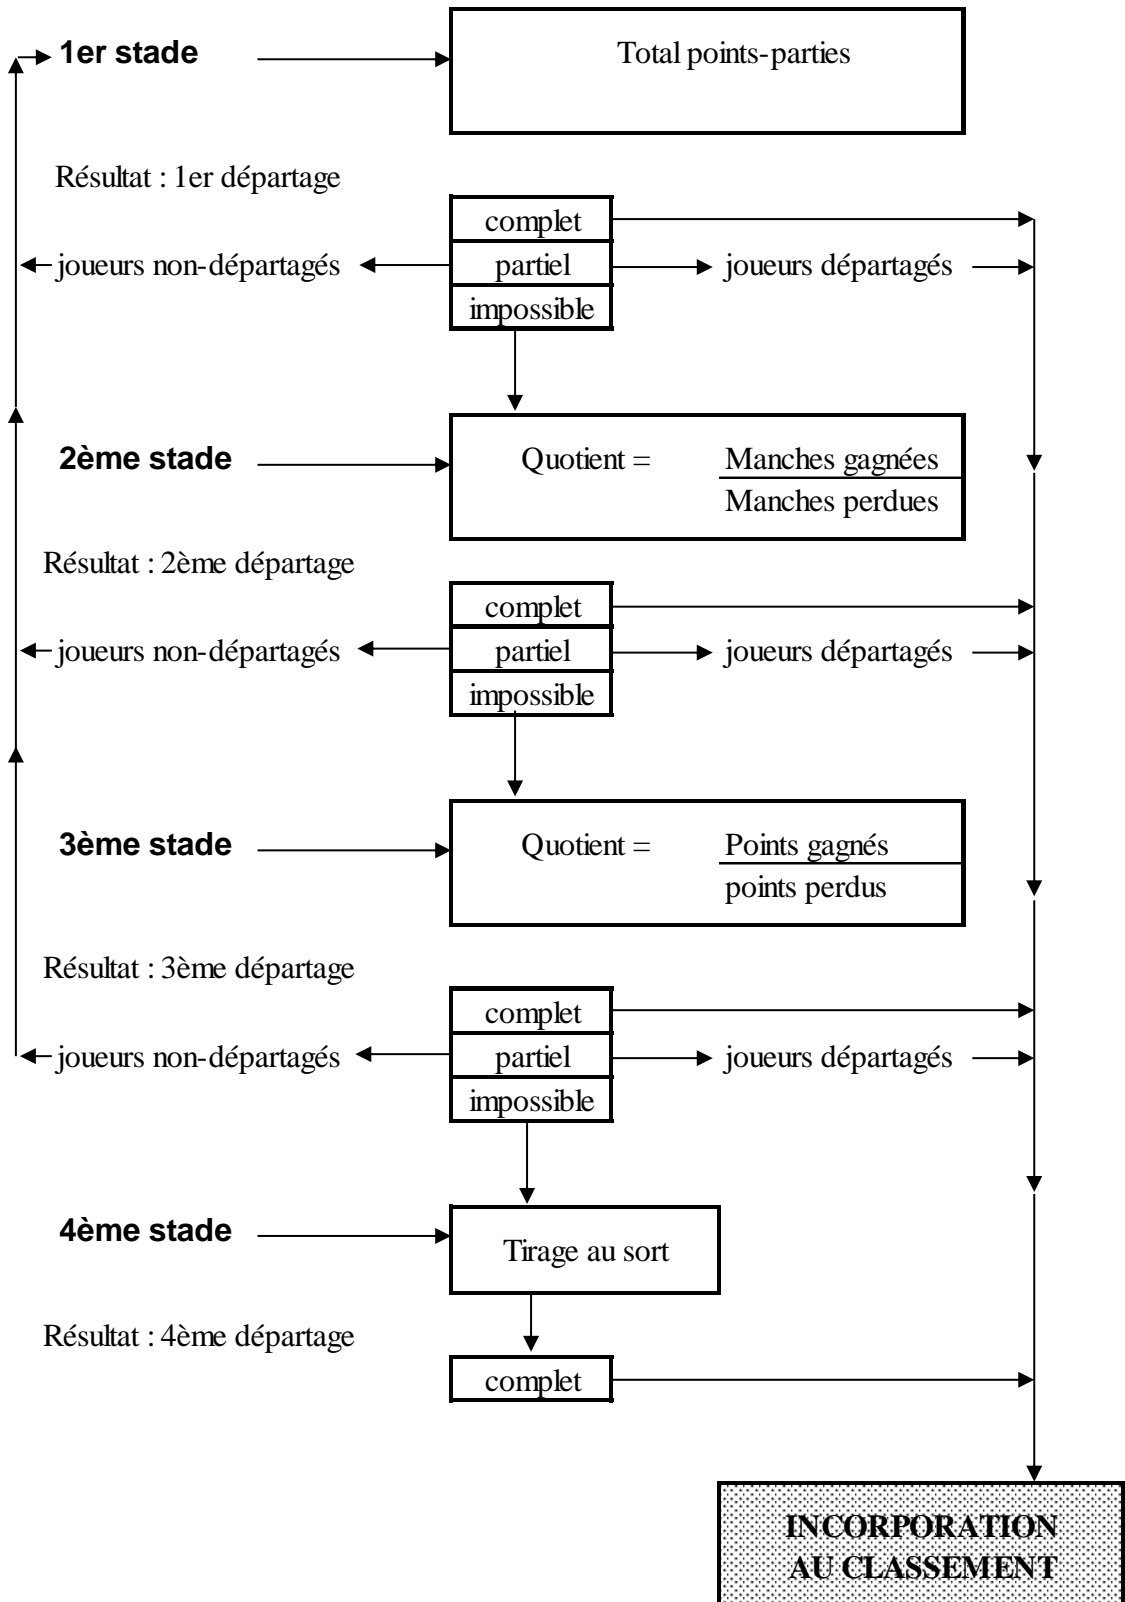 1er stade
Total points-parties
Résultat : 1er départage
complet
joueurs non-départagés
partiel
joueurs départagés
impossible
2ème stade
Quotient =
Manches gagnées
Manches perdues
Résultat : 2ème départage
complet
joueurs non-départagés
partiel
joueurs départagés
impossible
3ème stade
Quotient =
Points gagnés
points perdus
Résultat : 3ème départage
complet
joueurs non-départagés
partiel
joueurs départagés
impossible
4ème stade
Tirage au sort
Résultat : 4ème départage
complet
INCORPORATION
AU CLASSEMENT